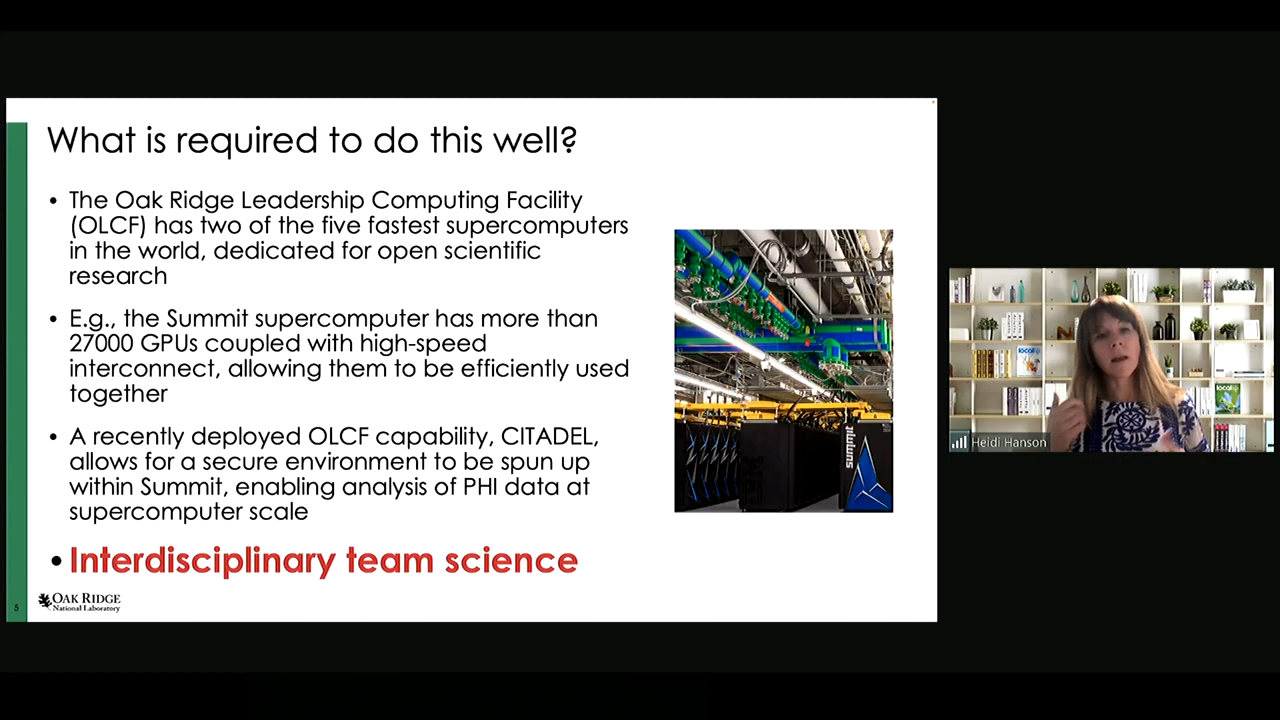 What is required to do this well?
• The Oak Ridge Leadership Computing Facility
(OLCF) has two of the five fastest supercomputers
in the world, dedicated for open scientific
research
• E.g., the Summit supercomputer has more than
27000 GPUs coupled with high-speed
interconnect, allowing them to be efficiently used
together
• A recently deployed OLCF capability, CITADEL,
allows for a secure environment to be spun up
within Summit, enabling analysis of PHI data at
supercomputer scale
• Interdisciplinary team science
5
OAK RIDGE
National Laboratory
SUMMIT
local
local
Heidi Hanson